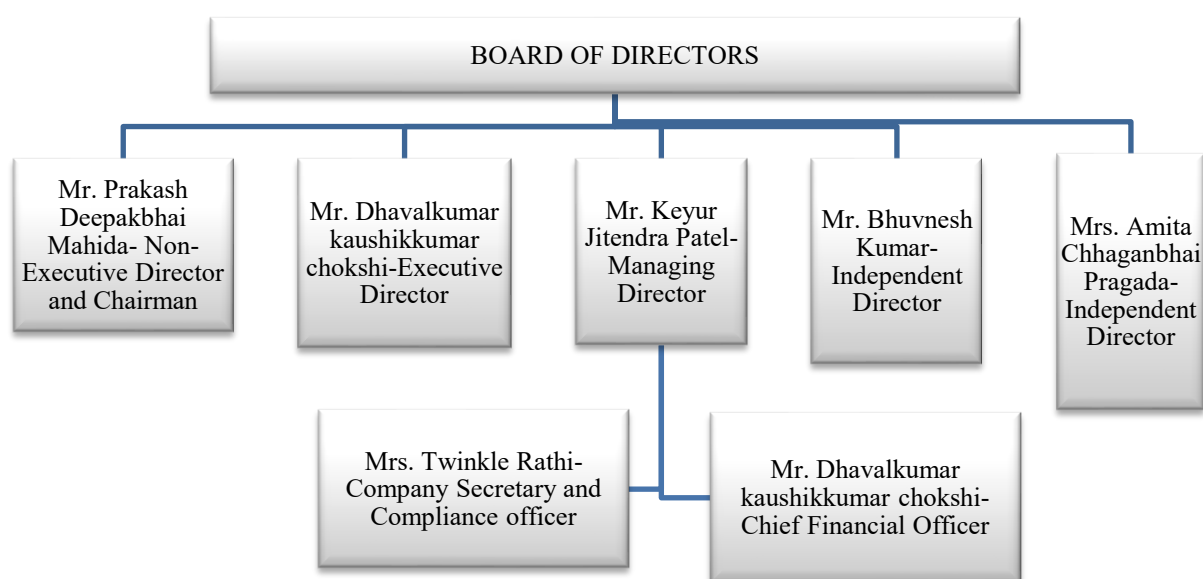 BOARD OF DIRECTORS
Mr. Prakash
Deepakbhai
Mahida- Non-
Executive Director
and Chairman
Mr. Dhavalkumar
kaushikkumar
chokshi-Executive
Director
Mr. Keyur
Jitendra Patel-
Managing
Director
Mr. Bhuvnesh
Kumar-
Independent
Director
Mrs. Amita
Chhaganbhai
Pragada-
Independent
Director
Mrs. Twinkle Rathi-
Company Secretary and
Compliance officer
Mr. Dhavalkumar
kaushikkumar chokshi-
Chief Financial Officer